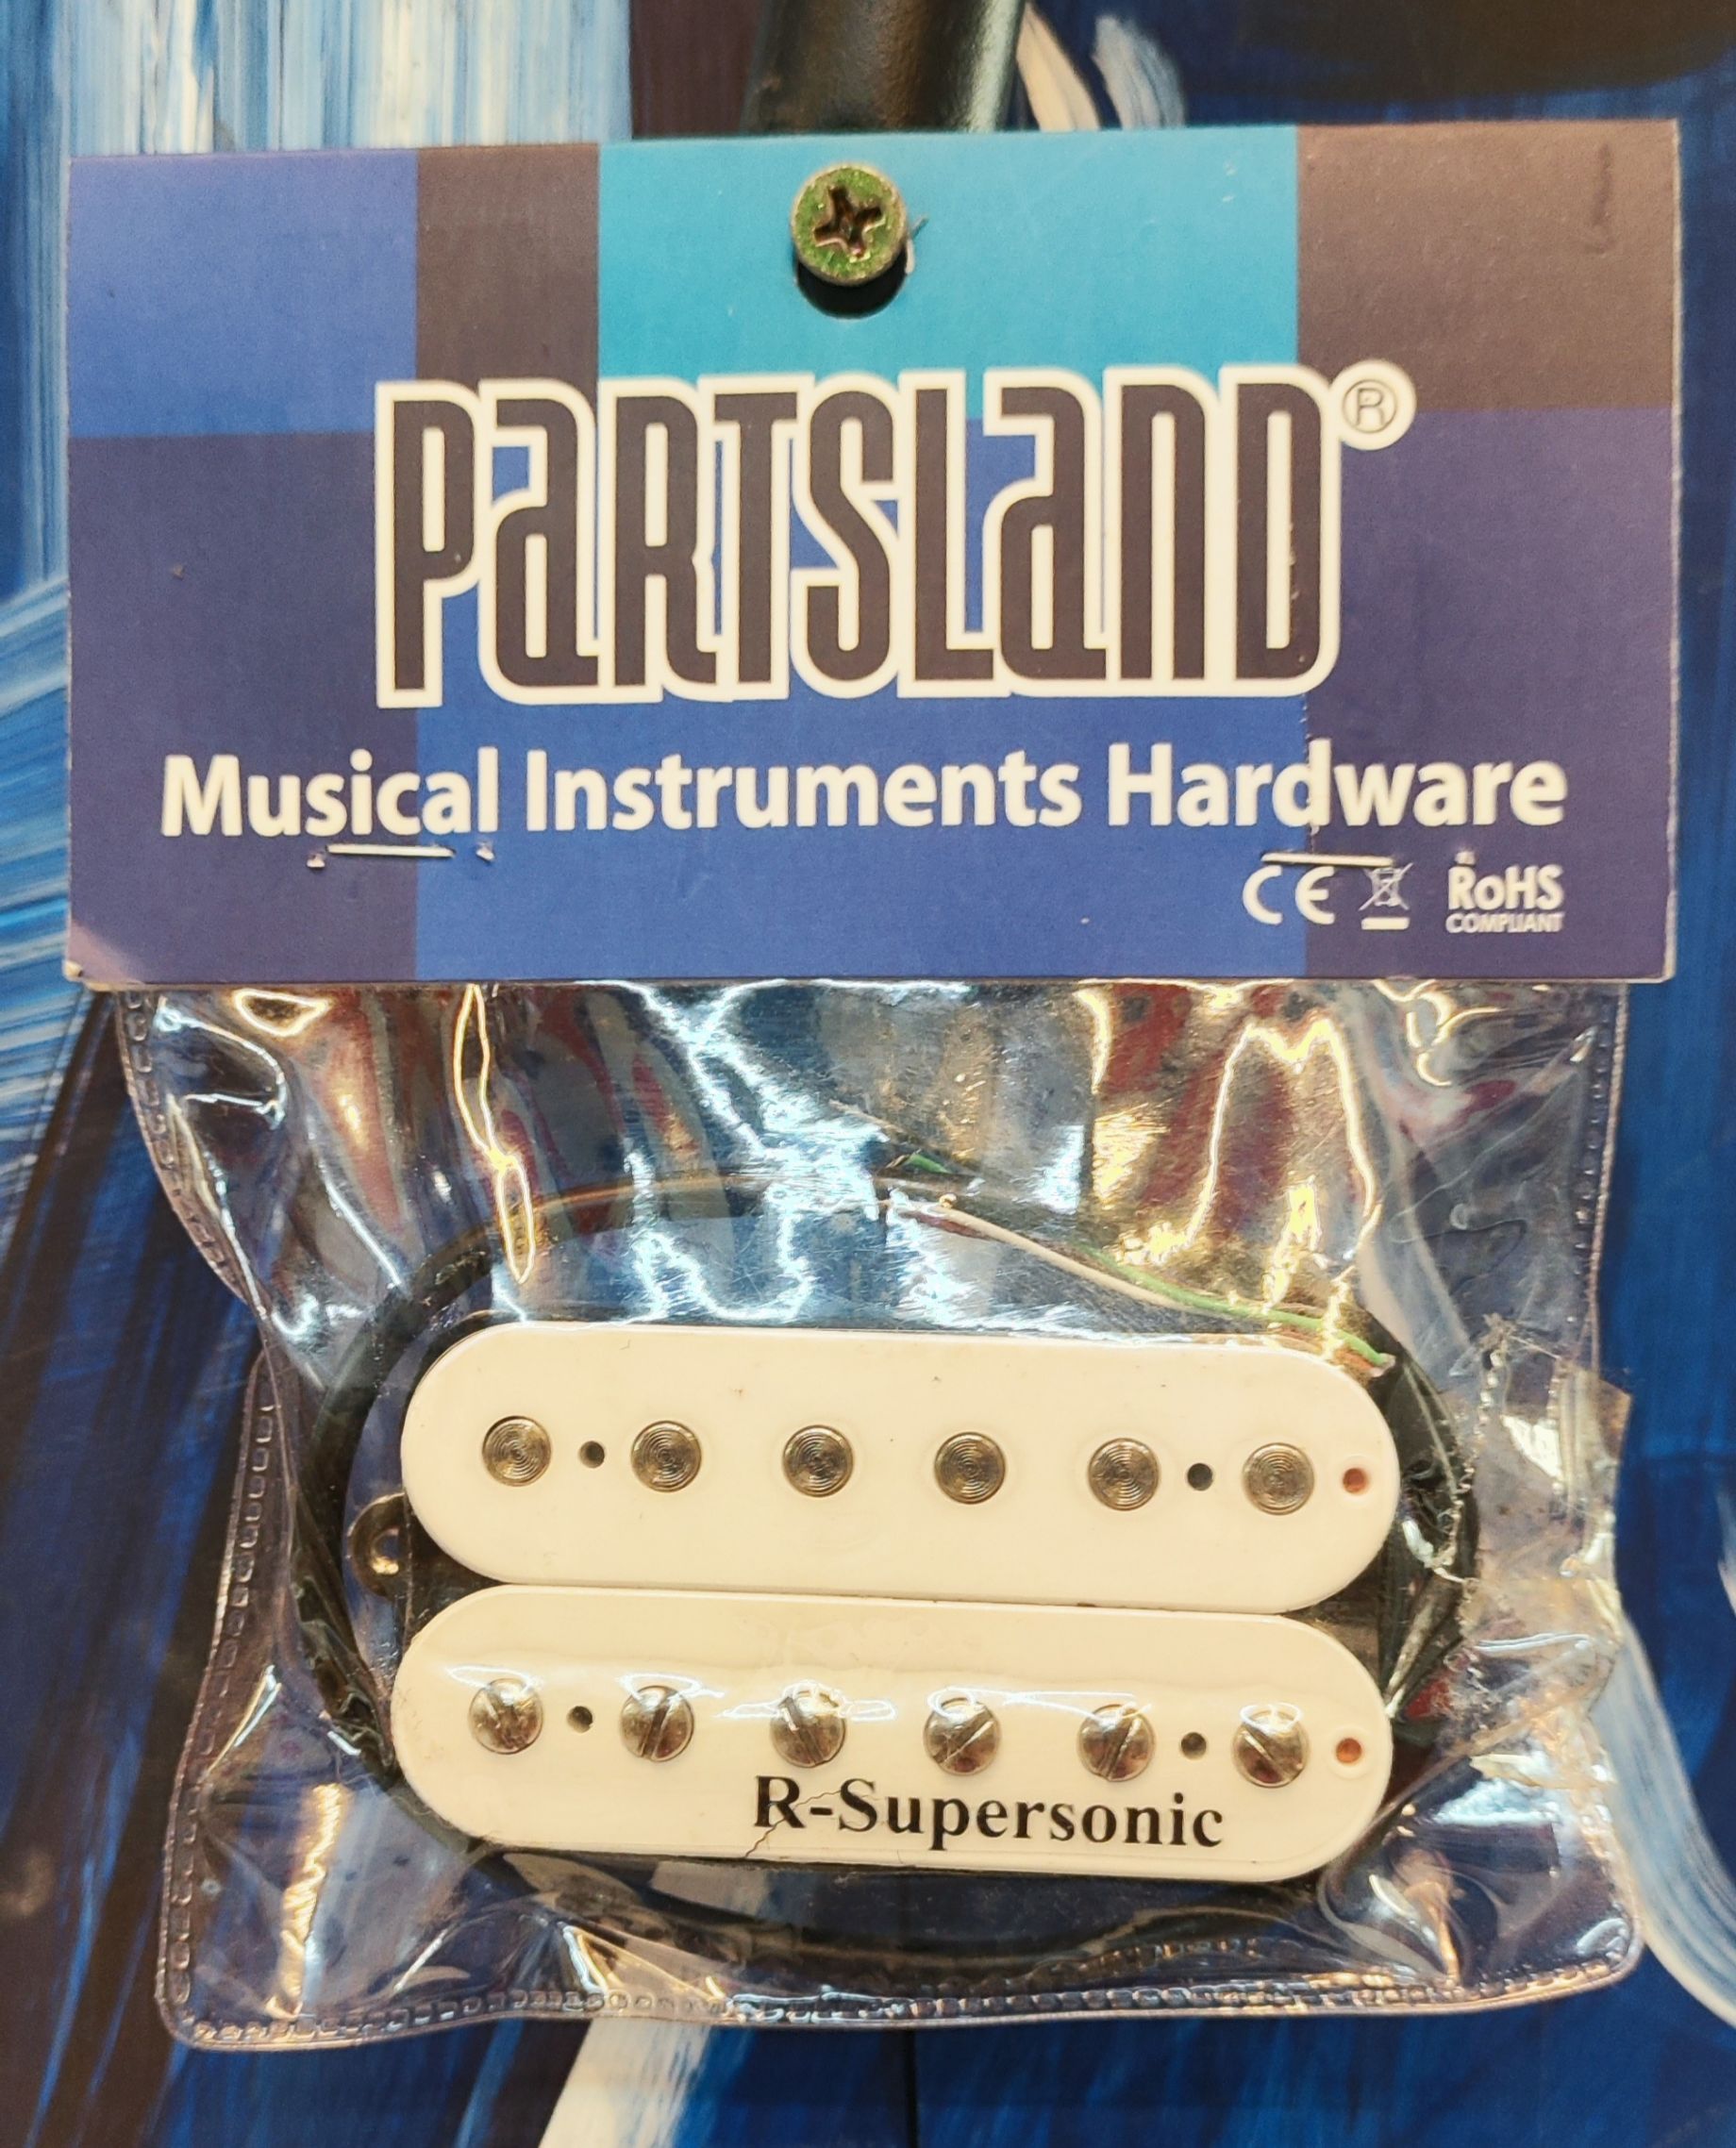 PARTSLAND®
Musical Instruments Hardware
CE RoHS
COMPLIANT
R-Supersonic